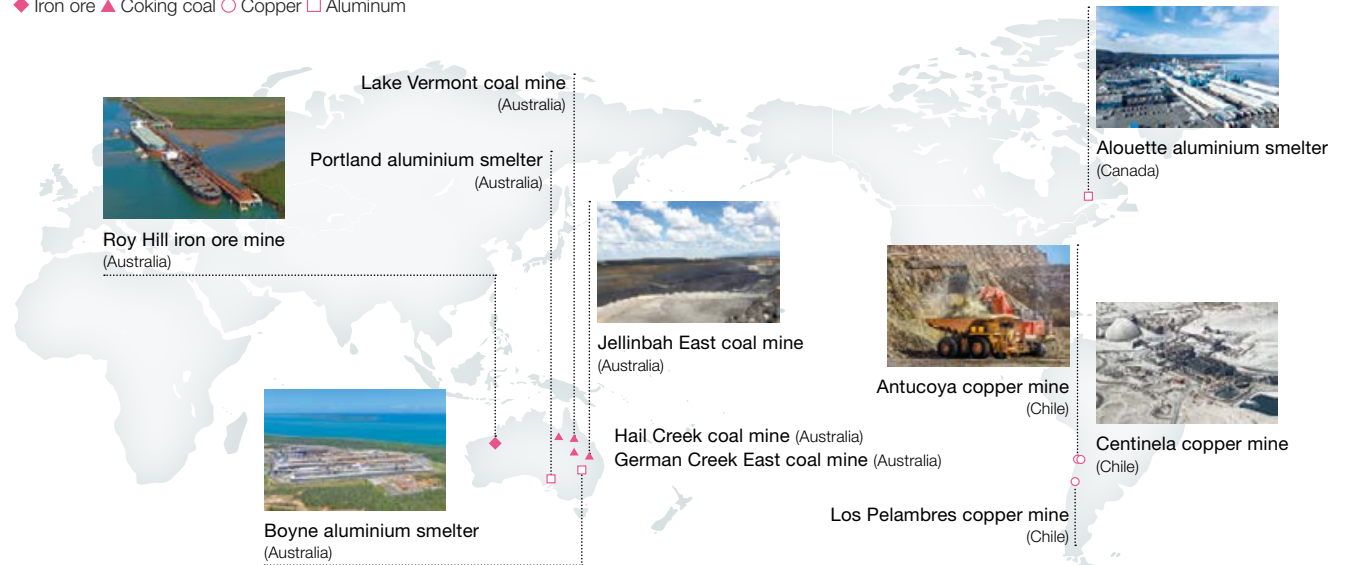 ◆ Iron ore ▲ Coking coal ○ Copper □ Aluminum
Lake Vermont coal mine
(Australia)
Portland aluminium smelter
(Australia)
Roy Hill iron ore mine
(Australia)
Alouette aluminium smelter
(Canada)
Jellinbah East coal mine
(Australia)
Antucoya copper mine
(Chile)
Centinela copper mine
(Chile)
Hail Creek coal mine (Australia)
German Creek East coal mine (Australia)
Los Pelambres copper mine
(Chile)
Boyne aluminium smelter
(Australia)